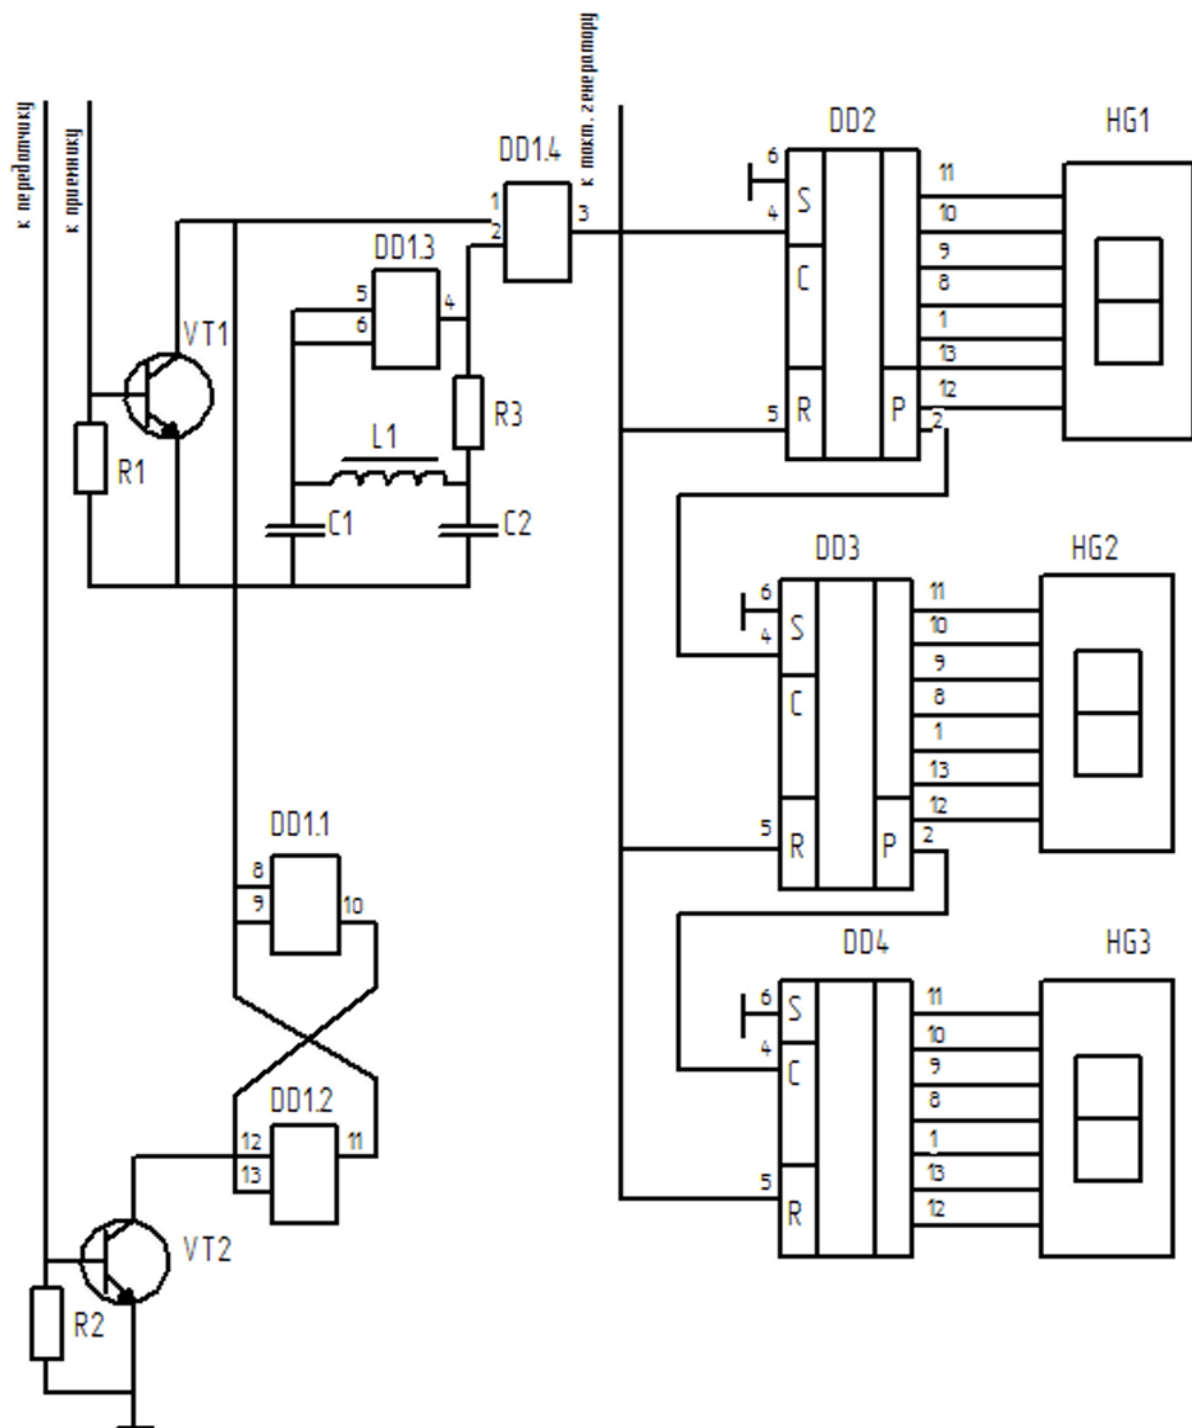 к передатчику
к приемнику
к такт. генератору
DD2
HG1
DD1.4
6
S
4
C
5
R
P
11
10
9
8
1
13
12
2
1
2
3
DD1.3
5
6
4
VT1
R3
R1
L1
C1
C2
DD3
HG2
6
S
4
C
5
R
P
11
10
9
8
1
13
12
2
DD1.1
8
9
10
DD4
HG3
6
S
4
C
5
R
11
10
9
8
1
13
12
DD1.2
12
13
11
VT2
R2